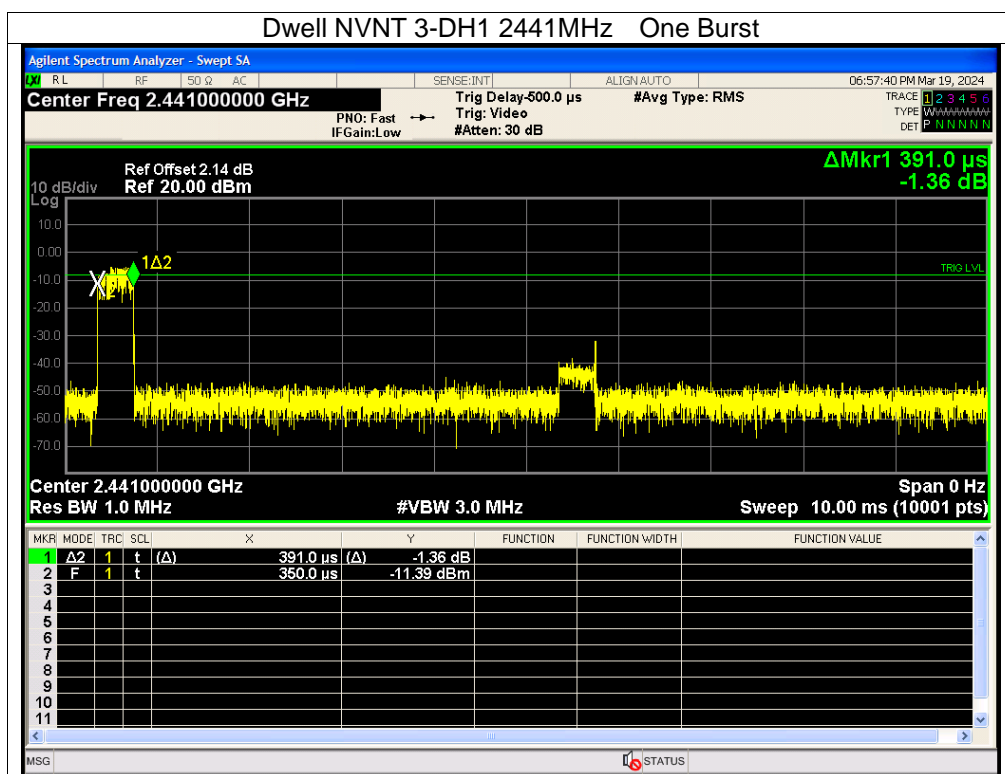 Dwell NVNT 3-DH1 2441MHz One Burst
Agilent Spectrum Analyzer - Swept SA
LXI RL RF 50 Ω AC SENSE:INT ALIGN AUTO 06:57:40 PM Mar 19, 2024
Center Freq 2.441000000 GHz Trig Delay-500.0 µs #Avg Type: RMS TRACE 1 2 3 4 5 6
PNO: Fast Trig: Video TYPE WWWWWW
IFGain:Low #Atten: 30 dB DET P N N N N N
ΔMkr1 391.0 µs
-1.36 dB
Ref Offset 2.14 dB
10 dB/div Ref 20.00 dBm
Log
10.0
0.00
1Δ2
TRIG LVL
-10.0
-20.0
-30.0
-40.0
-50.0
-60.0
-70.0
Center 2.441000000 GHz Span 0 Hz
Res BW 1.0 MHz #VBW 3.0 MHz Sweep 10.00 ms (10001 pts)
MKR MODE TRC SCL X Y FUNCTION FUNCTION WIDTH FUNCTION VALUE
1 Δ2 1 t (Δ) 391.0 µs (Δ) -1.36 dB
2 F 1 t 350.0 µs -11.39 dBm
3
4
5
6
7
8
9
10
11
MSG STATUS